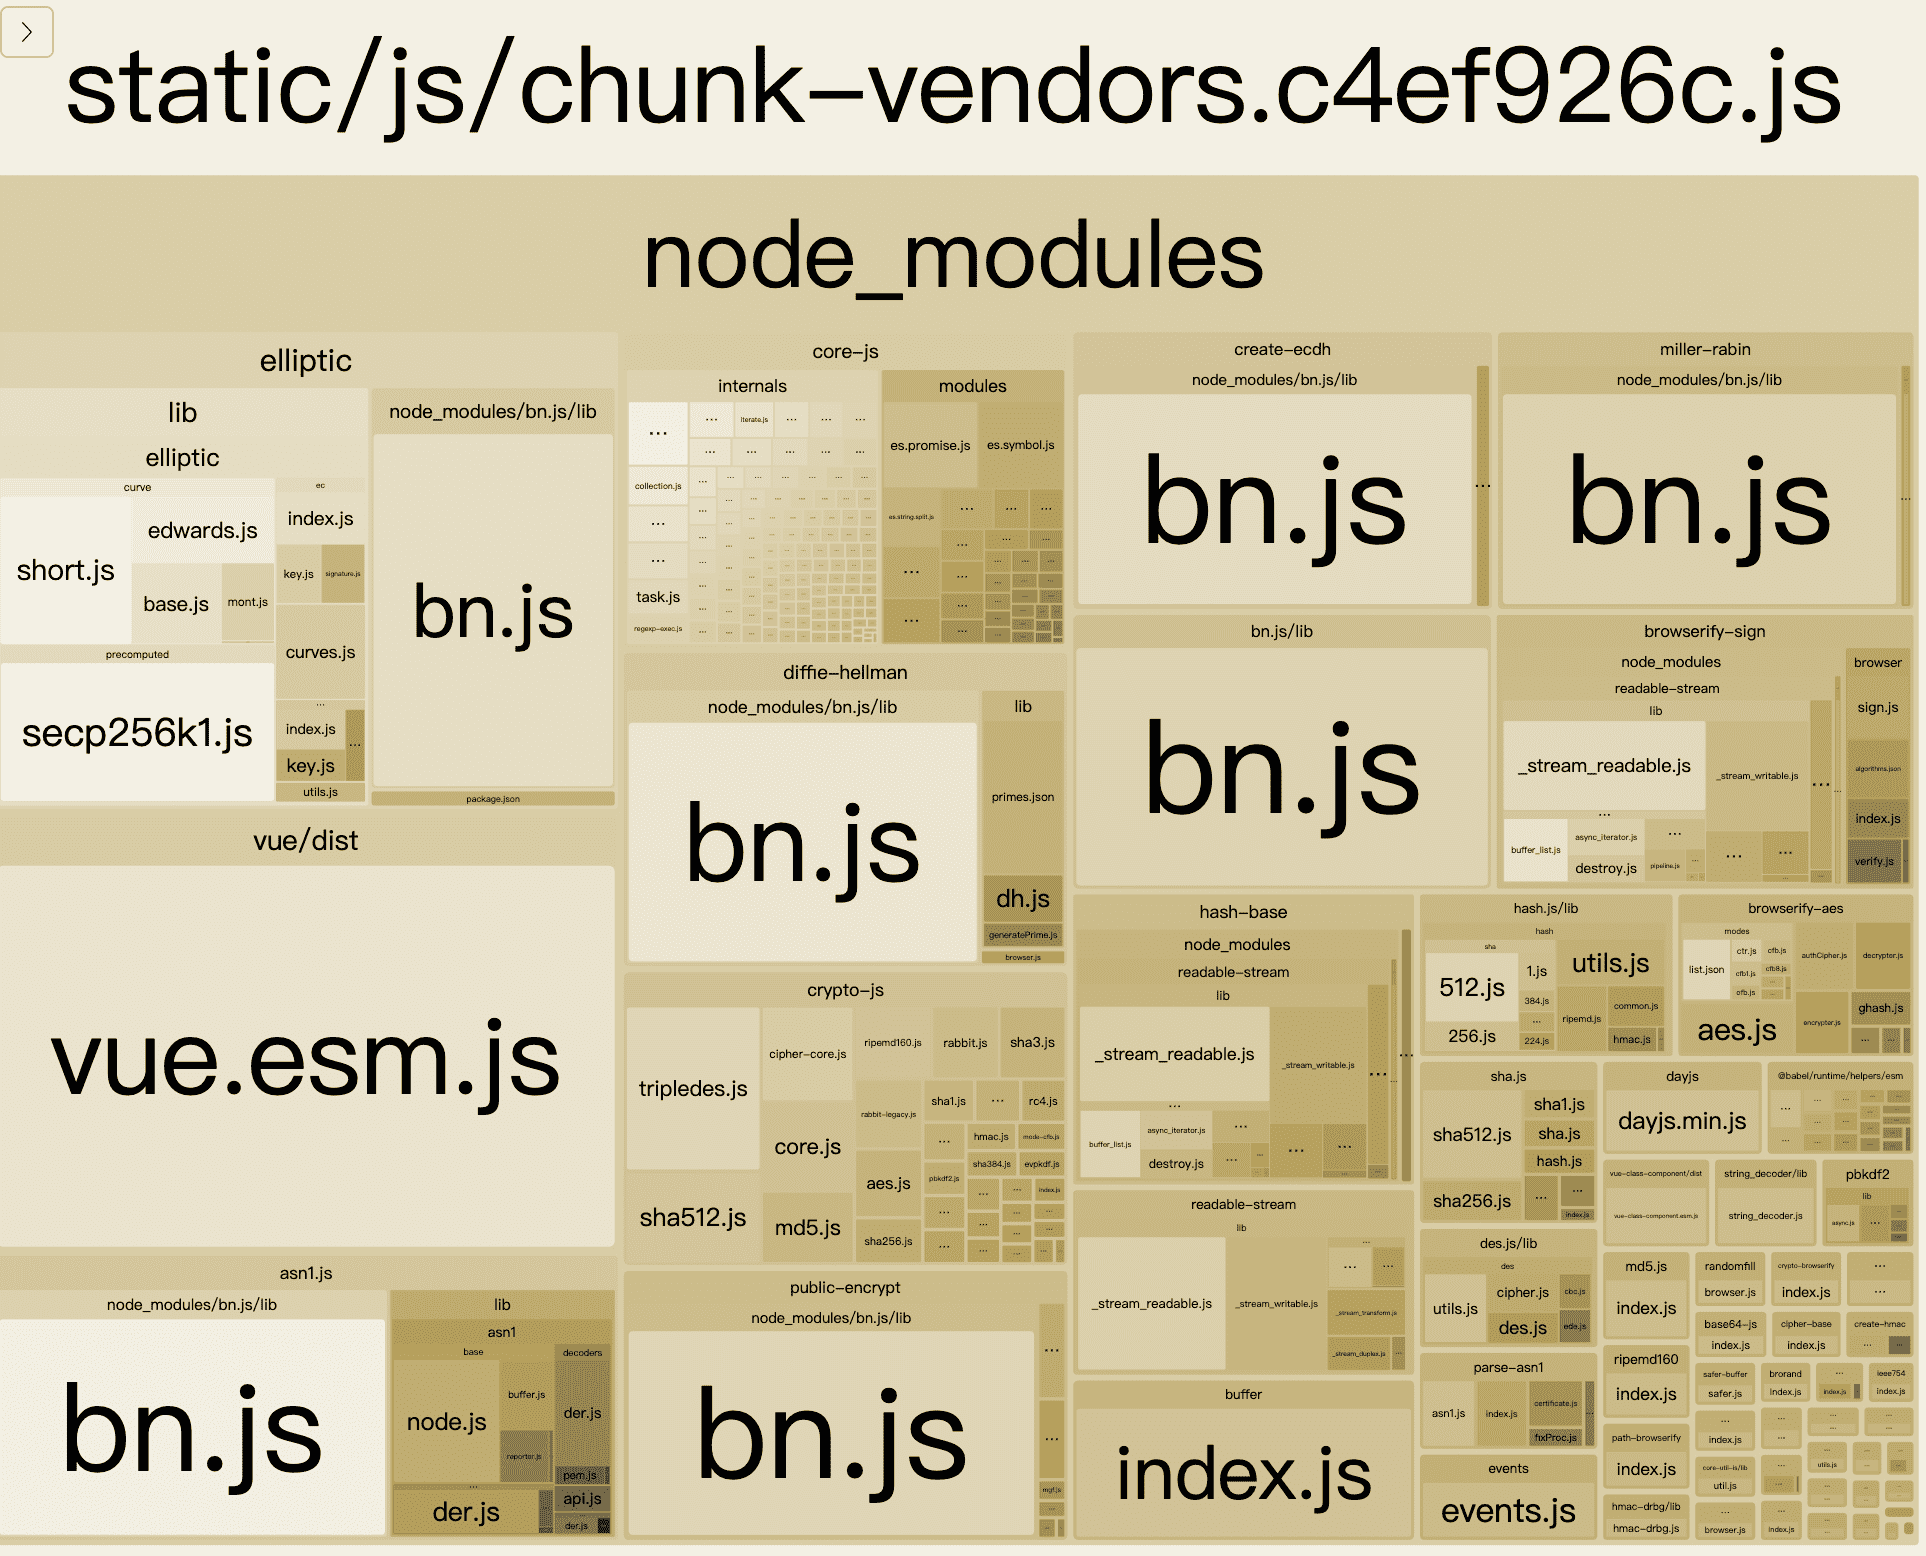 static/js/chunk-vendors.c4ef926c.js
node_modules
elliptic
lib
elliptic
curve
short.js
edwards.js
base.js
mont.js
precomputed
secp256k1.js
ec
index.js
key.js
signature.js
curves.js
...
index.js
key.js
...
utils.js
node_modules/bn.js/lib
bn.js
package.json
vue/dist
vue.esm.js
asn1.js
node_modules/bn.js/lib
bn.js
lib
asn1
base
node.js
buffer.js
reporter.js
decoders
der.js
pem.js
...
der.js
api.js
der.js
core-js
internals
...
iterate.js
collection.js
...
...
task.js
regexp-exec.js
modules
es.promise.js
es.symbol.js
es.string.split.js
...
...
diffie-hellman
node_modules/bn.js/lib
bn.js
lib
primes.json
dh.js
generatePrime.js
browser.js
crypto-js
tripledes.js
sha512.js
cipher-core.js
core.js
md5.js
ripemd160.js
rabbit.js
sha3.js
rabbit-legacy.js
aes.js
sha256.js
sha1.js
...
rc4.js
...
hmac.js
mode-cfb.js
sha384.js
evpkdf.js
pbkdf2.js
...
...
index.js
public-encrypt
node_modules/bn.js/lib
bn.js
...
...
mgf.js
create-ecdh
node_modules/bn.js/lib
bn.js
...
miller-rabin
node_modules/bn.js/lib
bn.js
...
bn.js/lib
bn.js
browserify-sign
node_modules
readable-stream
lib
_stream_readable.js
_stream_writable.js
...
buffer_list.js
async_iterator.js
destroy.js
...
pipeline.js
...
...
...
browser
sign.js
algorithms.json
index.js
verify.js
hash-base
node_modules
readable-stream
lib
_stream_readable.js
_stream_writable.js
...
buffer_list.js
async_iterator.js
destroy.js
...
...
...
...
...
readable-stream
lib
_stream_readable.js
_stream_writable.js
...
...
...
_stream_transform.js
_stream_duplex.js
buffer
index.js
hash.js/lib
hash
sha
512.js
256.js
1.js
384.js
...
224.js
utils.js
ripemd.js
common.js
hmac.js
browserify-aes
modes
list.json
ctr.js
cfb.js
cfb1.js
cfb8.js
ofb.js
...
authCipher.js
decrypter.js
aes.js
encrypter.js
ghash.js
...
sha.js
sha512.js
sha256.js
sha1.js
sha.js
hash.js
...
...
index.js
dayjs
dayjs.min.js
@babel/runtime/helpers/esm
...
vue-class-component/dist
vue-class-component.esm.js
string_decoder/lib
string_decoder.js
pbkdf2
lib
async.js
...
des.js/lib
des
utils.js
cipher.js
cbc.js
des.js
ede.js
md5.js
index.js
randomfill
browser.js
crypto-browserify
index.js
...
...
base64-js
index.js
cipher-base
index.js
create-hmac
...
parse-asn1
asn1.js
index.js
certificate.js
fixProc.js
ripemd160
index.js
safer-buffer
safer.js
brorand
index.js
...
index.js
ieee754
index.js
...
index.js
...
path-browserify
index.js
core-util-is/lib
util.js
...
utils.js
events
events.js
hmac-drbg/lib
hmac-drbg.js
...
browser.js
...
index.js